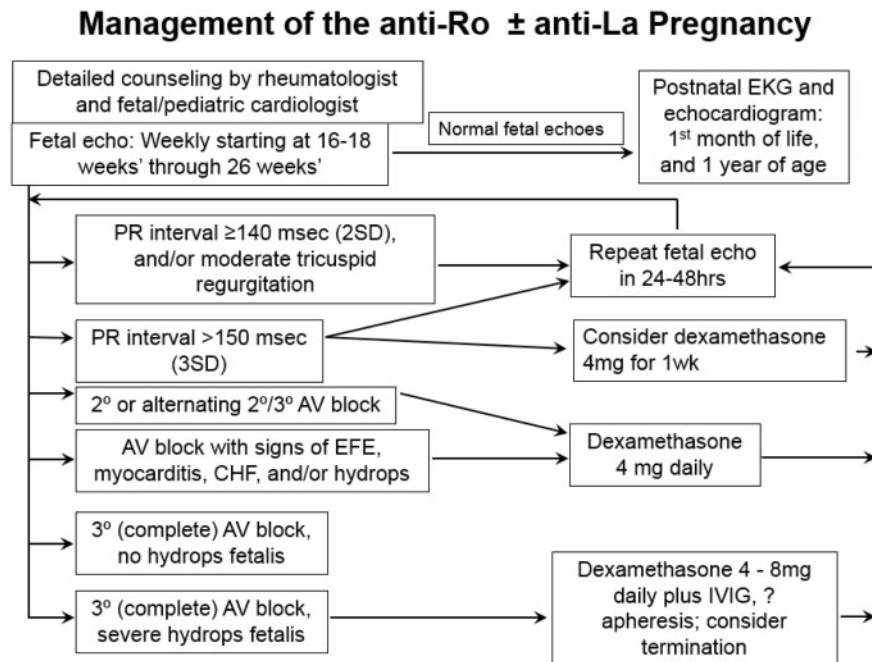 Management of the anti-Ro ± anti-La Pregnancy
Detailed counseling by rheumatologist
and fetal/pediatric cardiologist
Fetal echo: Weekly starting at 16-18
weeks' through 26 weeks'
Normal fetal echoes
Postnatal EKG and
echocardiogram:
1st month of life,
and 1 year of age
PR interval ≥140 msec (2SD),
and/or moderate tricuspid
regurgitation
Repeat fetal echo
in 24-48hrs
PR interval >150 msec
(3SD)
Consider dexamethasone
4mg for 1wk
2º or alternating 2º/3º AV block
AV block with signs of EFE,
myocarditis, CHF, and/or hydrops
Dexamethasone
4 mg daily
3º (complete) AV block,
no hydrops fetalis
3º (complete) AV block,
severe hydrops fetalis
Dexamethasone 4 - 8mg
daily plus IVIG, ?
apheresis; consider
termination